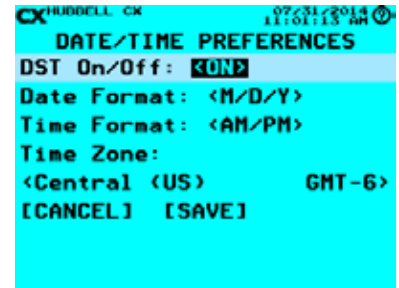 CX HUDDELL CX 07/31/2014
11:01:13 AM
DATE/TIME PREFERENCES
DST On/Off: <ON>
Date Format: <M/D/Y>
Time Format: <AM/PM>
Time Zone:
<Central (US) GMT-6>
[CANCEL] [SAVE]